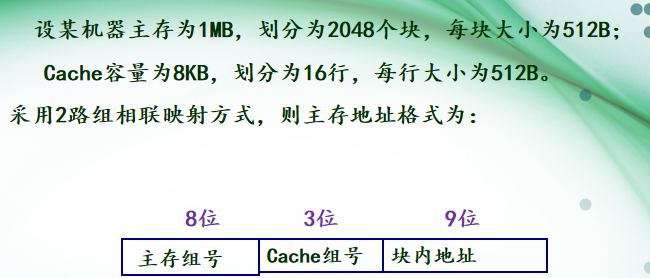 设某机器主存为1MB，划分为2048个块，每块大小为512B；
Cache容量为8KB，划分为16行，每行大小为512B。
采用2路组相联映射方式，则主存地址格式为：
8位 3位 9位
主存组号 Cache组号 块内地址